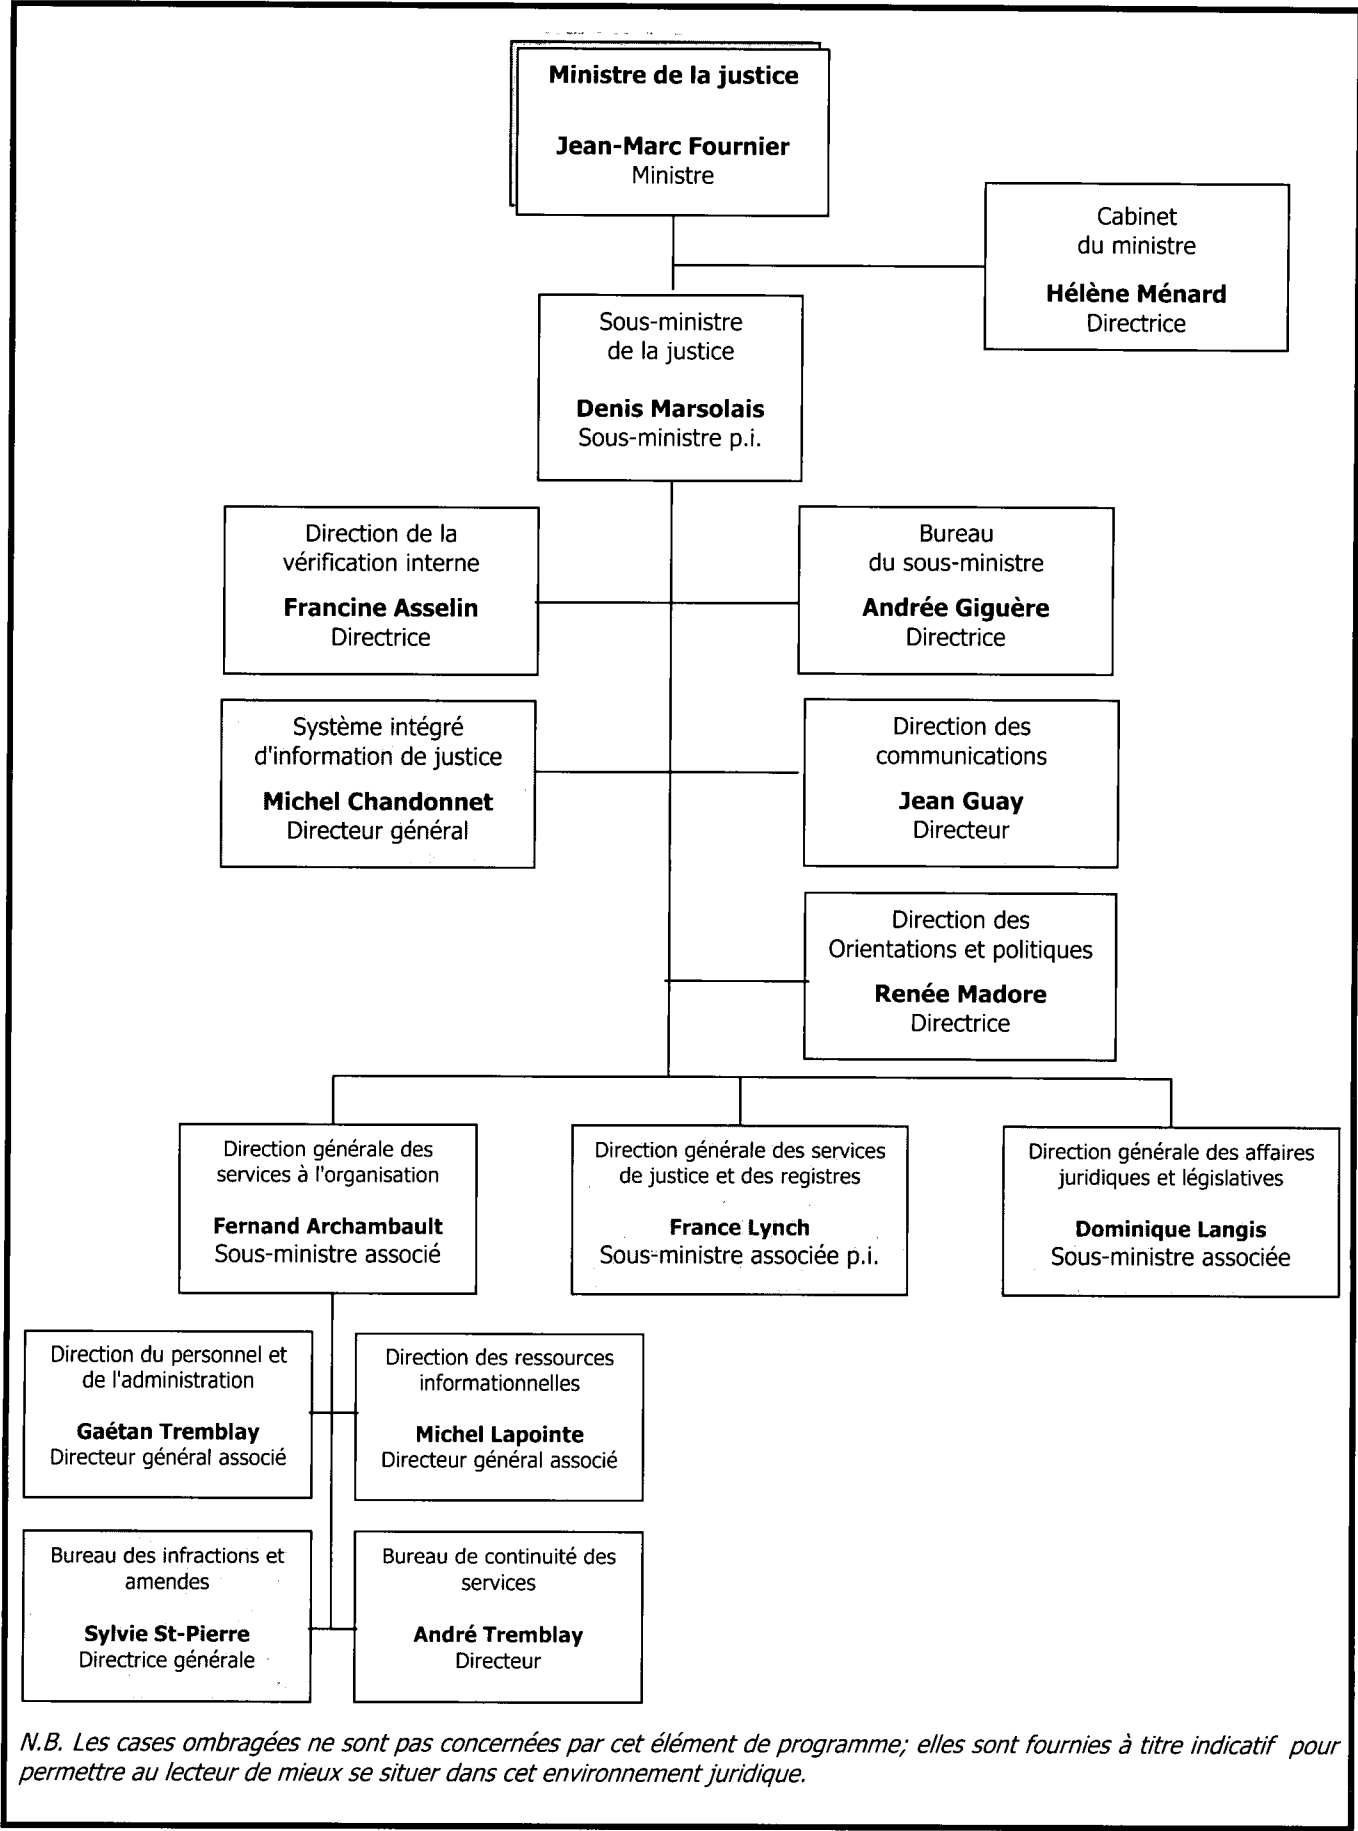 Ministre de la justice
Jean-Marc Fournier
Ministre
Cabinet
du ministre
Hélène Ménard
Directrice
Sous-ministre
de la justice
Denis Marsolais
Sous-ministre p.i.
Direction de la
vérification interne
Francine Asselin
Directrice
Bureau
du sous-ministre
Andrée Giguère
Directrice
Système intégré
d'information de justice
Michel Chandonnet
Directeur général
Direction des
communications
Jean Guay
Directeur
Direction des
Orientations et politiques
Renée Madore
Directrice
Direction générale des
services à l'organisation
Fernand Archambault
Sous-ministre associé
Direction générale des services
de justice et des registres
France Lynch
Sous-ministre associée p.i.
Direction générale des affaires
juridiques et législatives
Dominique Langis
Sous-ministre associée
Direction du personnel et
de l'administration
Gaétan Tremblay
Directeur général associé
Direction des ressources
informationnelles
Michel Lapointe
Directeur général associé
Bureau des infractions et
amendes
Sylvie St-Pierre
Directrice générale
Bureau de continuité des
services
André Tremblay
Directeur
N.B. Les cases ombragées ne sont pas concernées par cet élément de programme; elles sont fournies à titre indicatif pour
permettre au lecteur de mieux se situer dans cet environnement juridique.